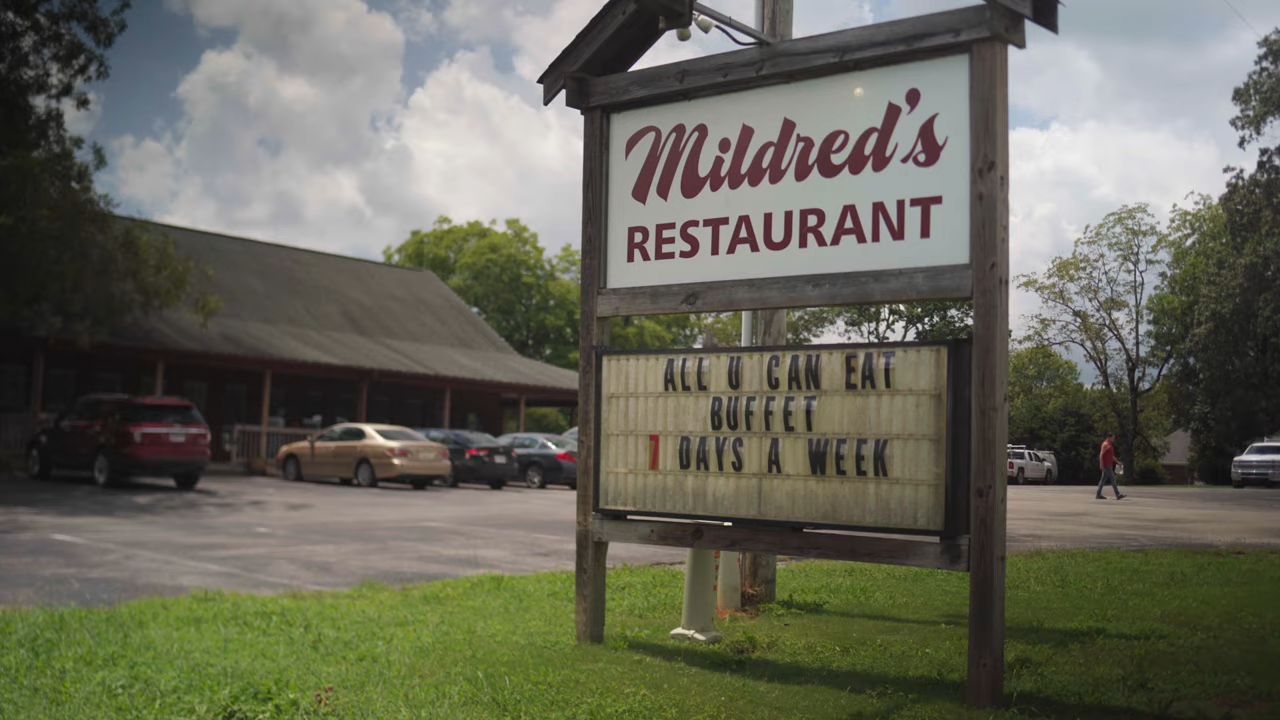 Mildred's
RESTAURANT
ALL U CAN EAT
BUFFET
7 DAYS A WEEK